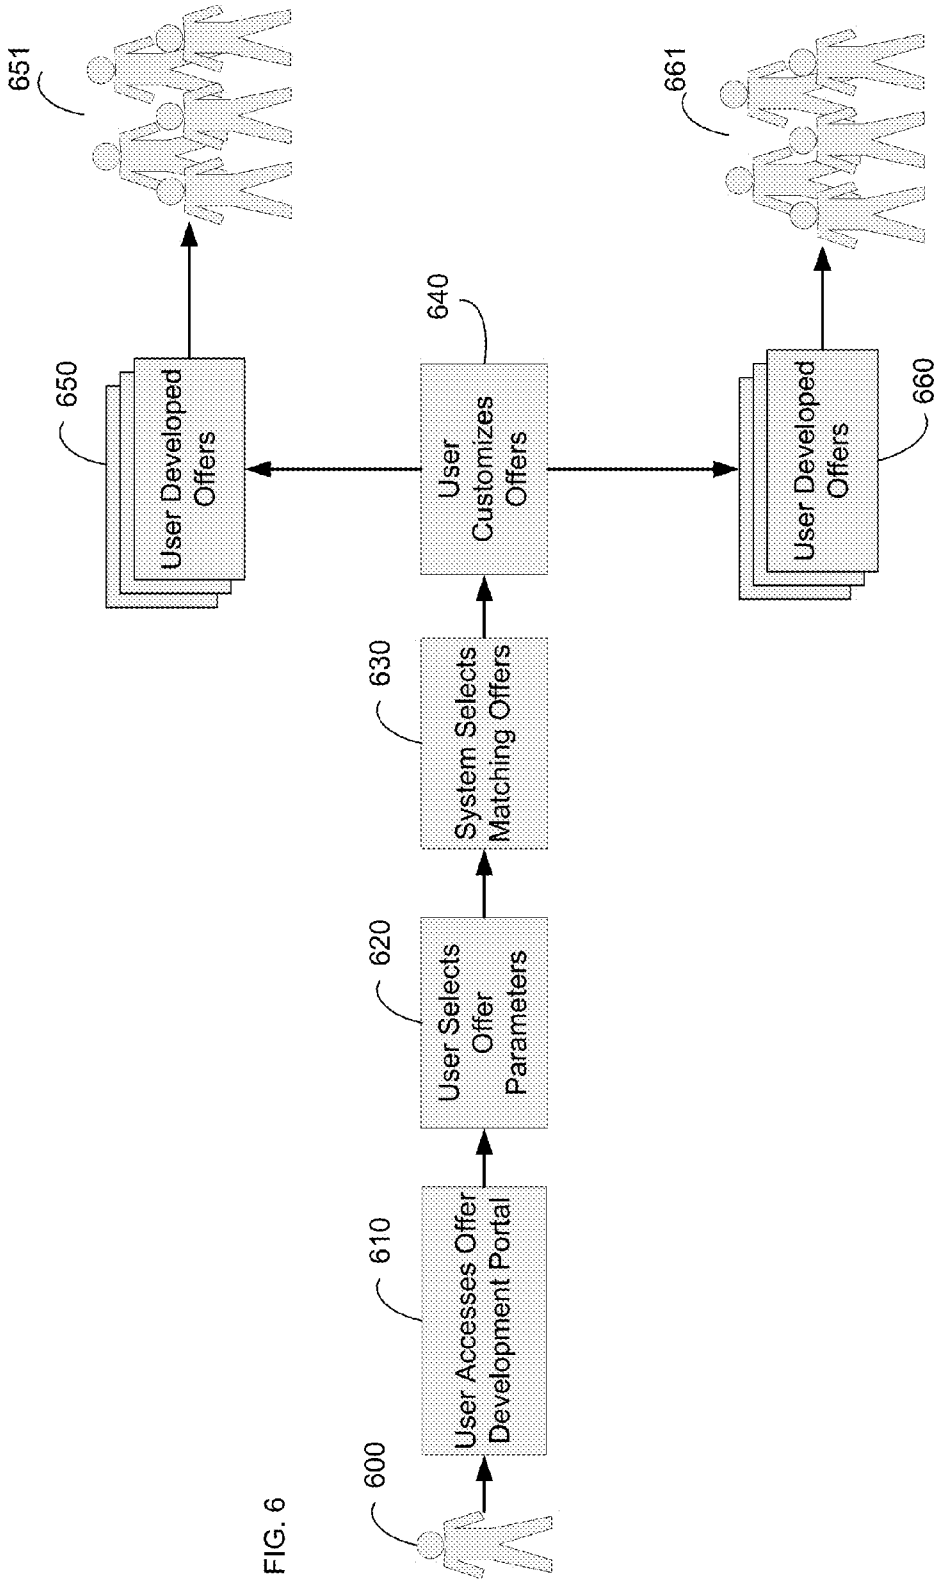 FIG. 6
600
610
User Accesses Offer
Development Portal
620
User Selects
Offer
Parameters
630
System Selects
Matching Offers
640
User
Customizes
Offers
650
User Developed
Offers
651
660
User Developed
Offers
661